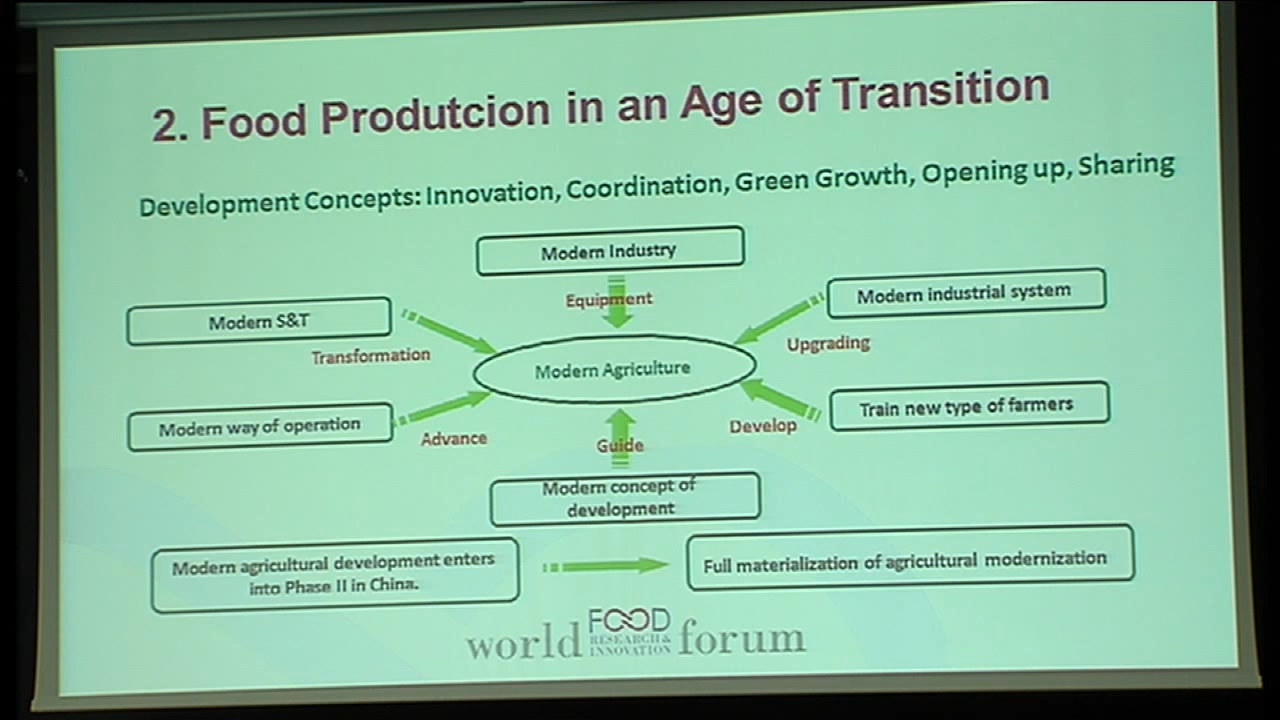 2. Food Produtcion in an Age of Transition
Development Concepts: Innovation, Coordination, Green Growth, Opening up, Sharing
Modern Industry
Equipment
Modern S&T
Transformation
Modern industrial system
Upgrading
Modern Agriculture
Modern way of operation
Advance
Guide
Develop
Train new type of farmers
Modern concept of
development
Modern agricultural development enters
into Phase II in China.
Full materialization of agricultural modernization
world FOOD forum
RESEARCH &
INNOVATION